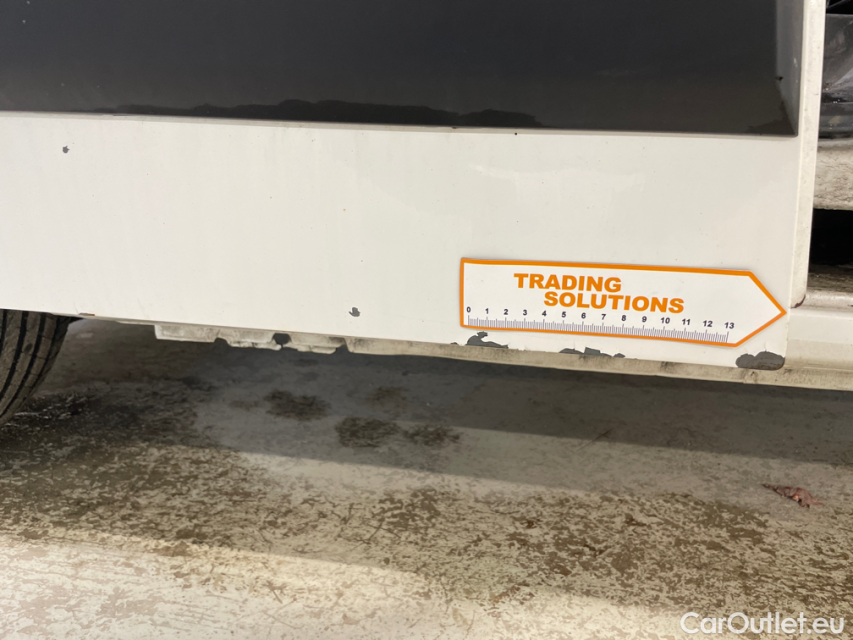 TRADING
SOLUTIONS
0 1 2 3 4 5 6 7 8 9 10 11 12 13
CarOutlet.eu